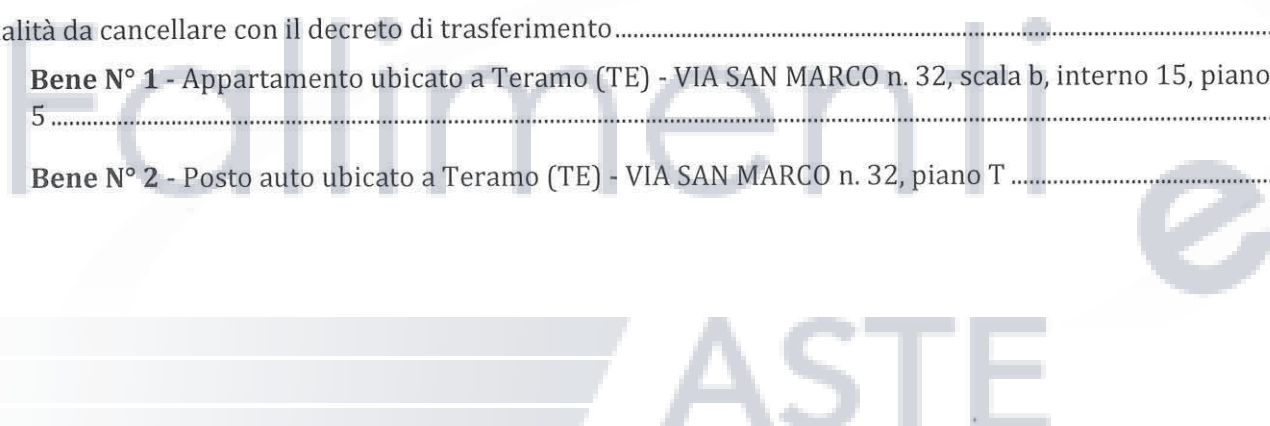 alità da cancellare con il decreto di trasferimento
Bene N° 1 - Appartamento ubicato a Teramo (TE) - VIA SAN MARCO n. 32, scala b, interno 15, piano
5
Bene N° 2 - Posto auto ubicato a Teramo (TE) - VIA SAN MARCO n. 32, piano T
Fallimenti e
ASTE